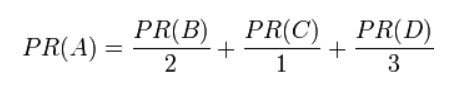 PR(A) = PR(B)/2 + PR(C)/1 + PR(D)/3